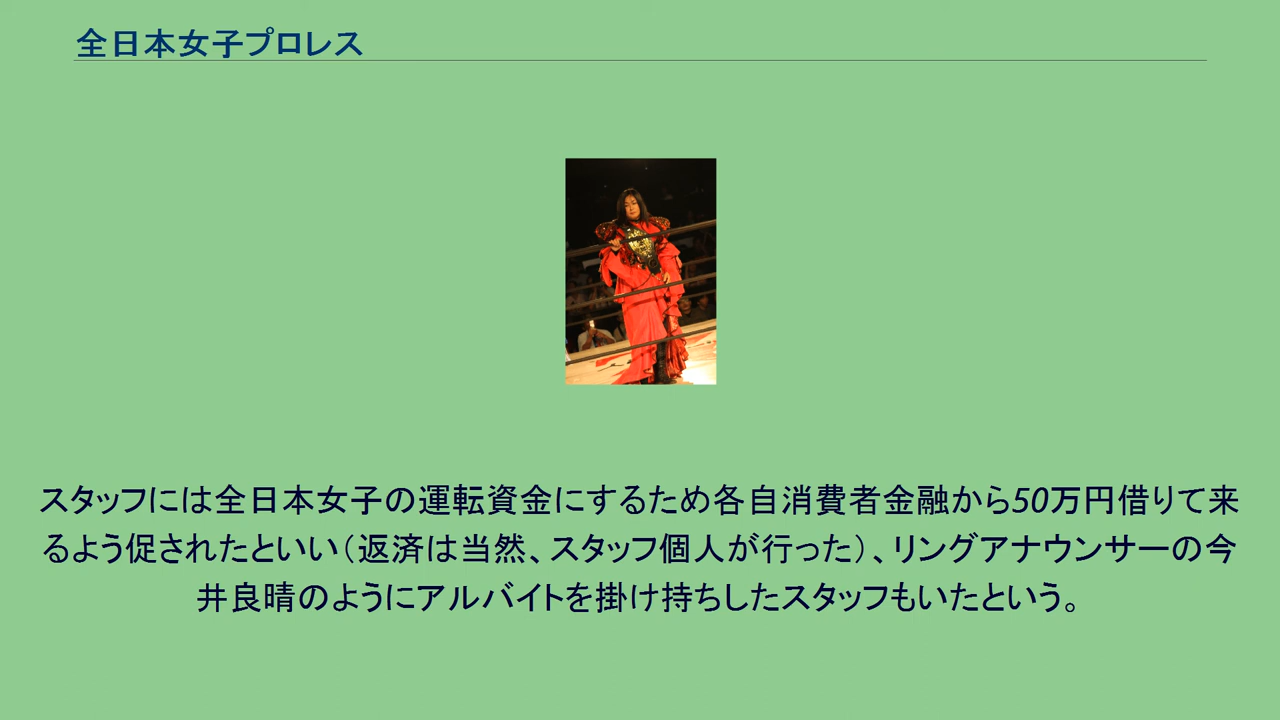 全日本女子プロレス
スタッフには全日本女子の運転資金にするため各自消費者金融から50万円借りて来
るよう促されたといい（返済は当然、スタッフ個人が行った）、リングアナウンサーの今
井良晴のようにアルバイトを掛け持ちしたスタッフもいたという。